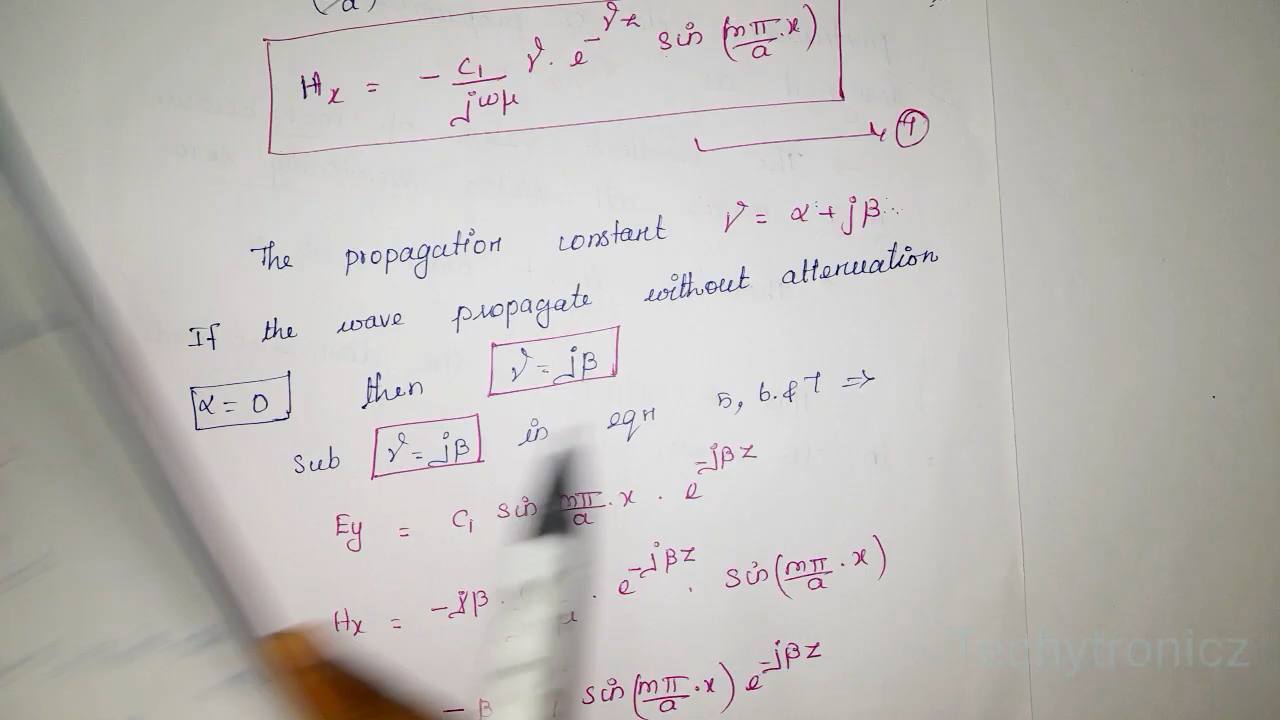 (a)
Hx = - C1/jωμ γ. e^-γz sin (mπ/a . x)
7
The propagation constant γ = α + jβ
If the wave propagate without attenuation
α = 0 then γ = jβ
Sub γ = jβ in eqn 5, 6. & 7 ⇒
Ey = C1 sin mπ/a . x . e^-jβz
Hx = -jβ . . e^-jβz . sin(mπ/a . x)
- β sin(mπ/a . x) e^-jβz
Techytronicz